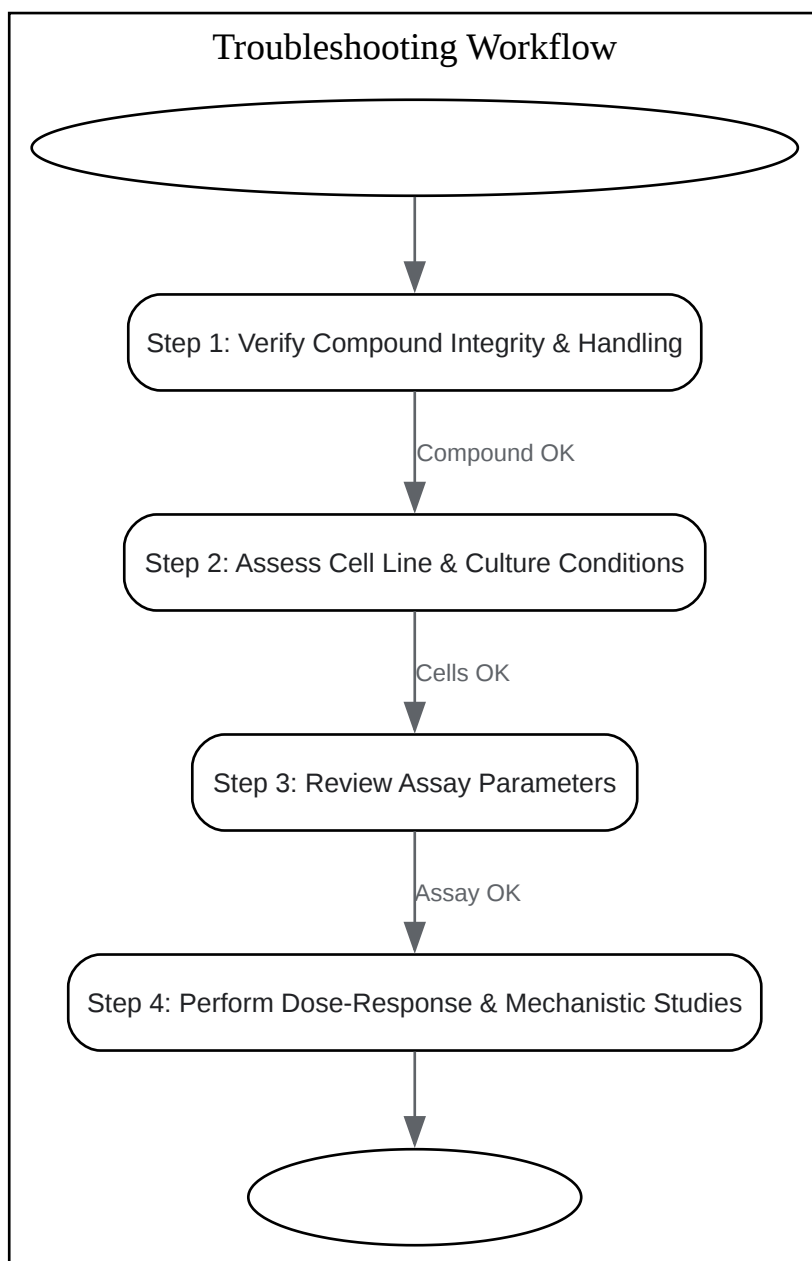 Troubleshooting Workflow
Step 1: Verify Compound Integrity & Handling
Compound OK
Step 2: Assess Cell Line & Culture Conditions
Cells OK
Step 3: Review Assay Parameters
Assay OK
Step 4: Perform Dose-Response & Mechanistic Studies